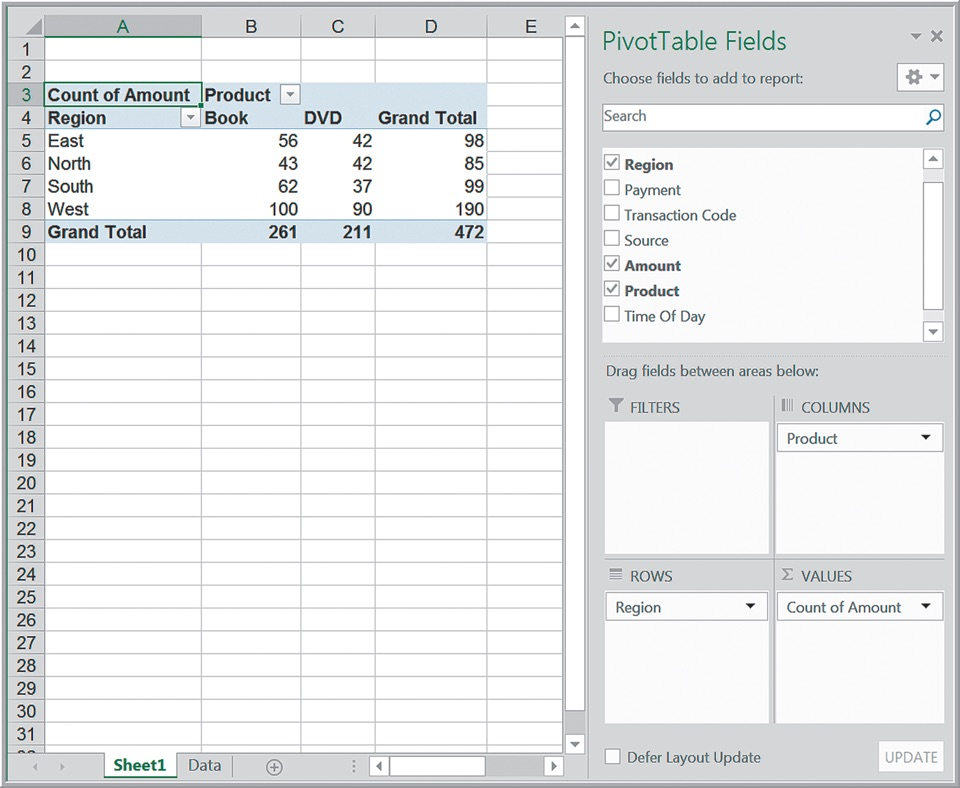 A B C D E
1
2
3 Count of Amount Product
4 Region Book DVD Grand Total
5 East 56 42 98
6 North 43 42 85
7 South 62 37 99
8 West 100 90 190
9 Grand Total 261 211 472
10
11
12
13
14
15
16
17
18
19
20
21
22
23
24
25
26
27
28
29
30
31
Sheet1 Data
PivotTable Fields
Choose fields to add to report:
Search
Region
Payment
Transaction Code
Source
Amount
Product
Time Of Day
Drag fields between areas below:
FILTERS COLUMNS
Product
ROWS Σ VALUES
Region Count of Amount
Defer Layout Update UPDATE